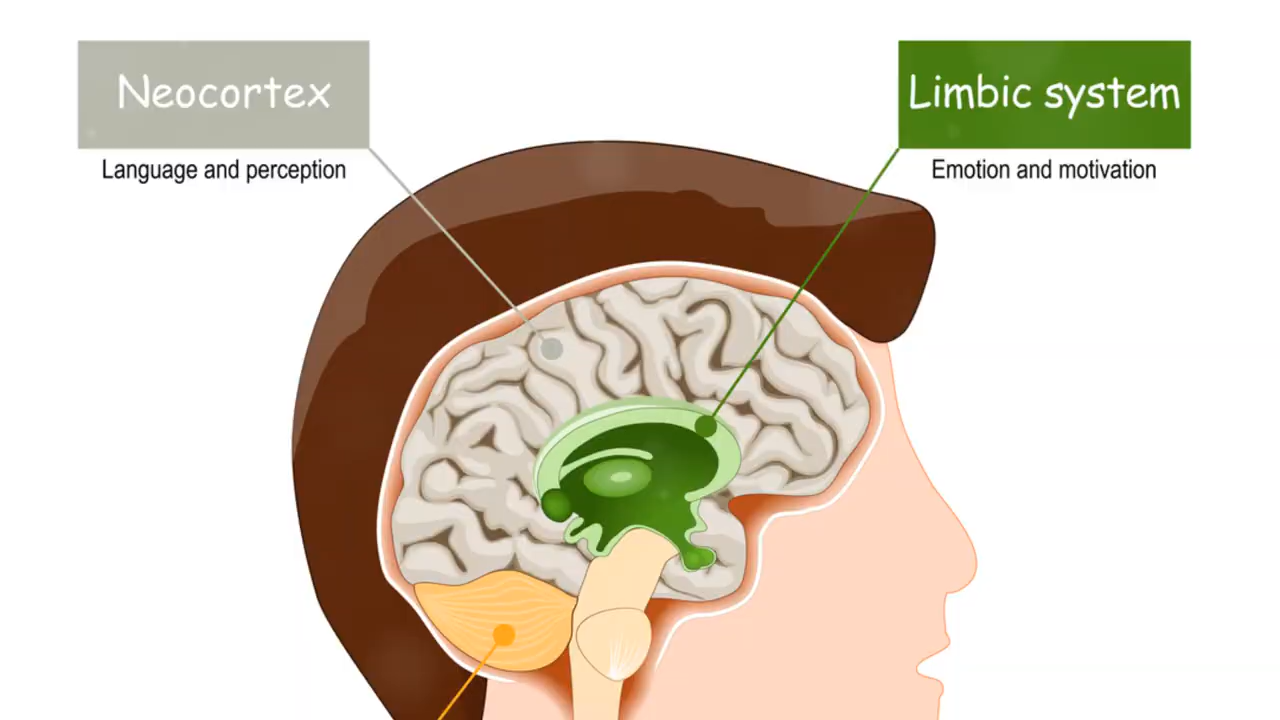 Neocortex
Language and perception
Limbic system
Emotion and motivation